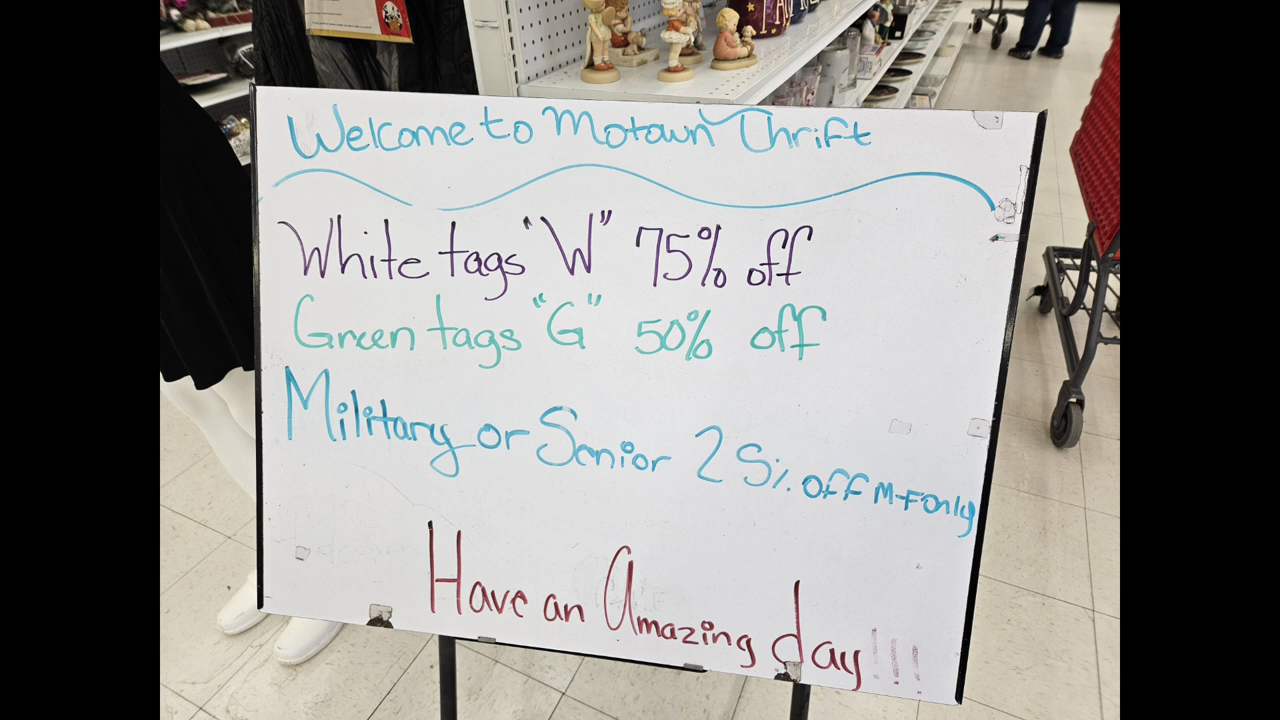 Welcome to Motown Thrift
White tags "W" 75% off
Green tags "G" 50% off
Military or Senior 25% off M-F only
Have an Amazing day!!!!